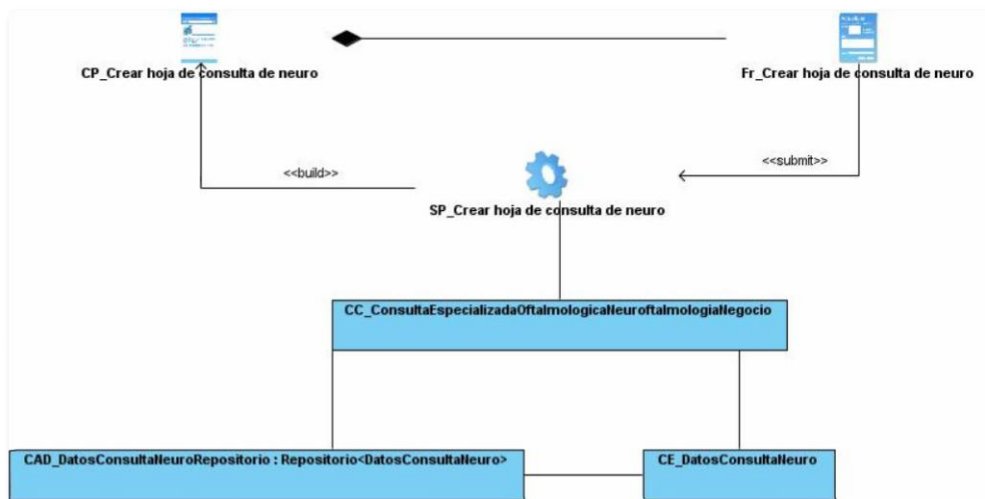 CP_Crear hoja de consulta de neuro
Fr_Crear hoja de consulta de neuro
<<build>>
<<submit>>
SP_Crear hoja de consulta de neuro
CC_ConsultaEspecializadaOftalmologicaNeuroftalmologiaNegocio
CAD_DatosConsultaNeuroRepositorio : Repositorio<DatosConsultaNeuro>
CE_DatosConsultaNeuro